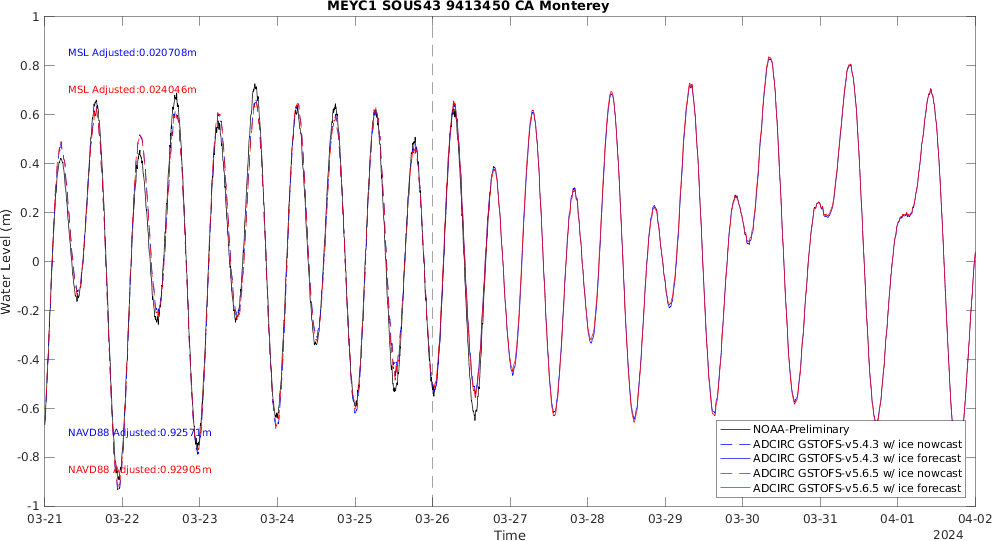 MEYC1 SOUS43 9413450 CA Monterey
1
0.8
0.6
0.4
0.2
0
-0.2
-0.4
-0.6
-0.8
-1
Water Level (m)
MSL Adjusted:0.020708m
MSL Adjusted:0.024046m
NAVD88 Adjusted:0.92571m
NAVD88 Adjusted:0.92905m
NOAA-Preliminary
ADCIRC GSTOFS-v5.4.3 w/ ice nowcast
ADCIRC GSTOFS-v5.4.3 w/ ice forecast
ADCIRC GSTOFS-v5.6.5 w/ ice nowcast
ADCIRC GSTOFS-v5.6.5 w/ ice forecast
03-21 03-22 03-23 03-24 03-25 03-26 03-27 03-28 03-29 03-30 03-31 04-01 04-02
Time
2024